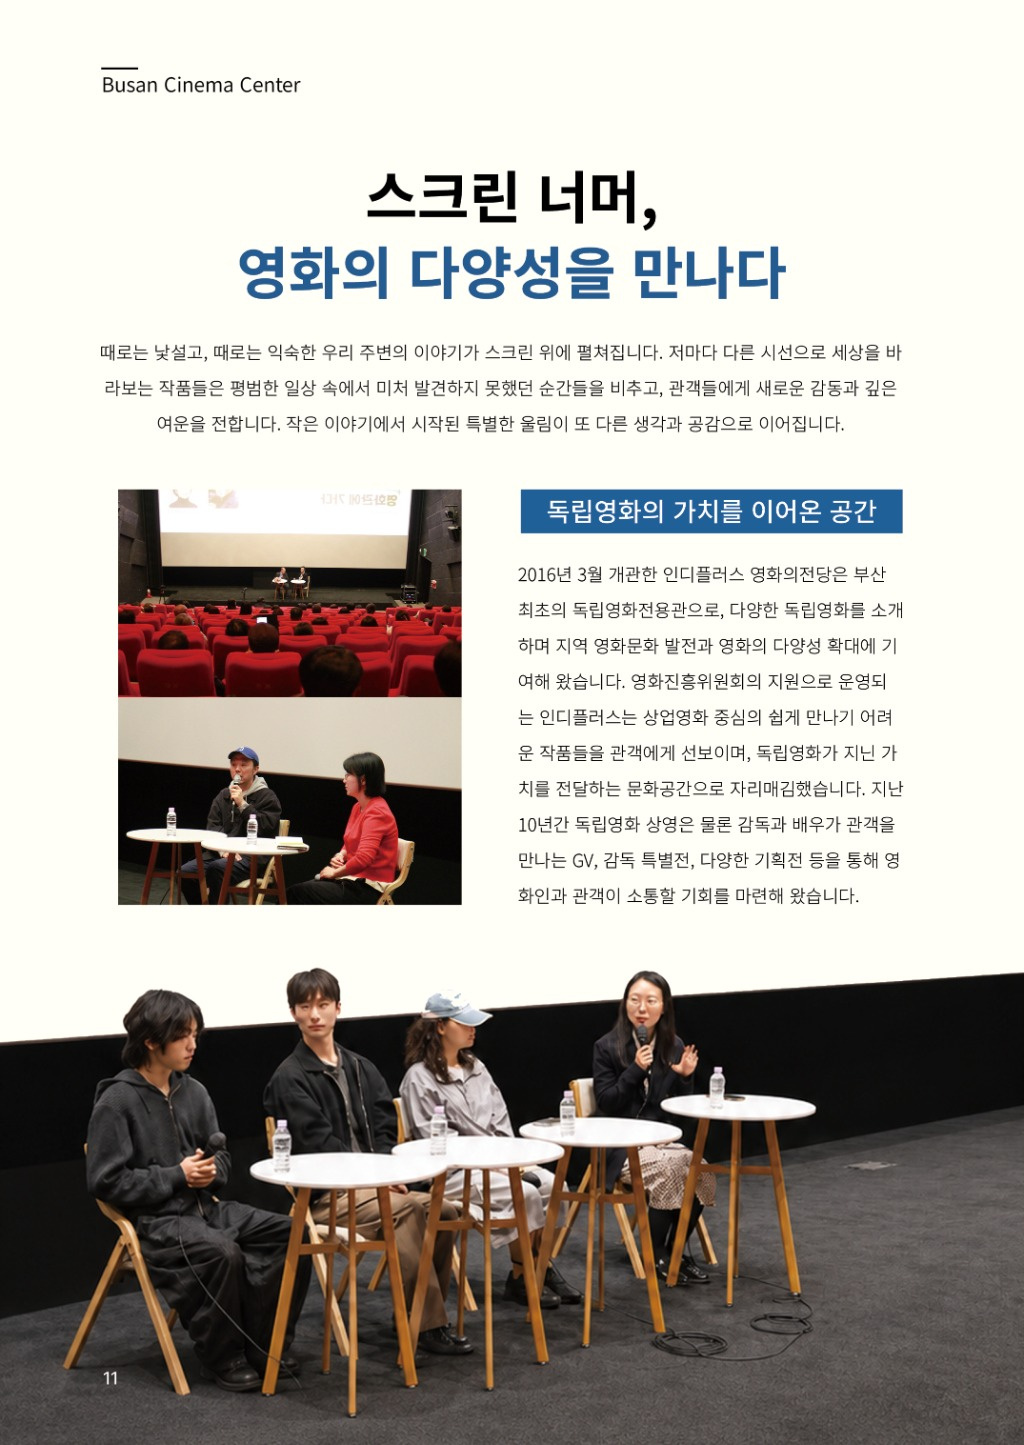 Busan Cinema Center
스크린 너머,
영화의 다양성을 만나다
때로는 낯설고, 때로는 익숙한 우리 주변의 이야기가 스크린 위에 펼쳐집니다. 저마다 다른 시선으로 세상을 바
라보는 작품들은 평범한 일상 속에서 미처 발견하지 못했던 순간들을 비추고, 관객들에게 새로운 감동과 깊은
여운을 전합니다. 작은 이야기에서 시작된 특별한 울림이 또 다른 생각과 공감으로 이어집니다.
독립영화의 가치를 이어온 공간
2016년 3월 개관한 인디플러스 영화의전당은 부산
최초의 독립영화전용관으로, 다양한 독립영화를 소개
하며 지역 영화문화 발전과 영화의 다양성 확대에 기
여해 왔습니다. 영화진흥위원회의 지원으로 운영되
는 인디플러스는 상업영화 중심의 쉽게 만나기 어려
운 작품들을 관객에게 선보이며, 독립영화가 지닌 가
치를 전달하는 문화공간으로 자리매김했습니다. 지난
10년간 독립영화 상영은 물론 감독과 배우가 관객을
만나는 GV, 감독 특별전, 다양한 기획전 등을 통해 영
화인과 관객이 소통할 기회를 마련해 왔습니다.
11